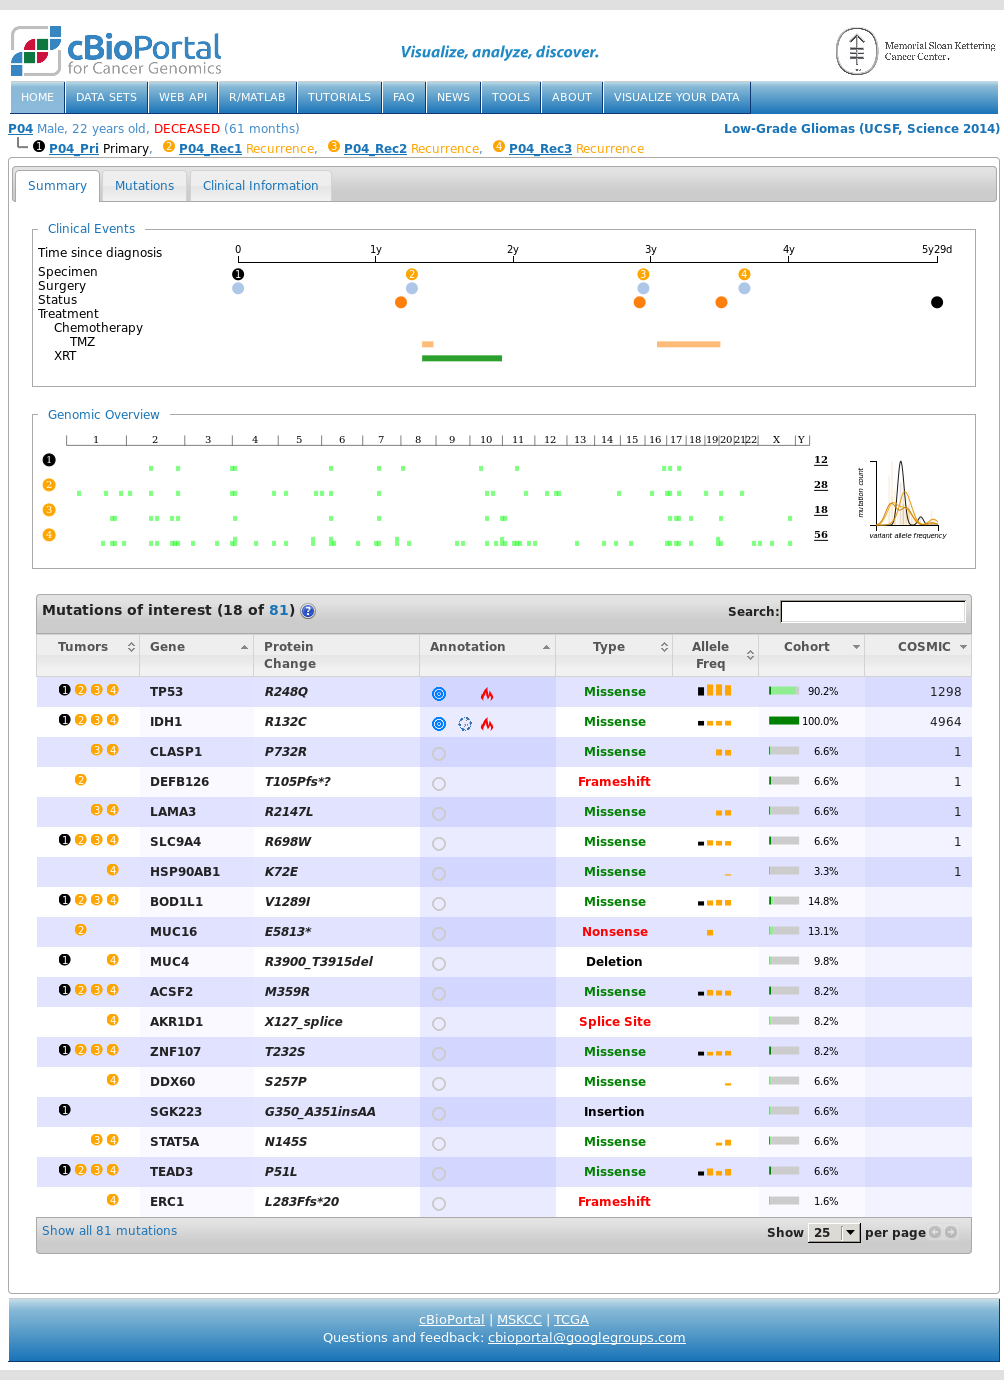 cBioPortal
for Cancer Genomics
Visualize, analyze, discover.
Memorial Sloan Kettering
Cancer Center
HOME DATA SETS WEB API R/MATLAB TUTORIALS FAQ NEWS TOOLS ABOUT VISUALIZE YOUR DATA
P04 Male, 22 years old, DECEASED (61 months) Low-Grade Gliomas (UCSF, Science 2014)
1 P04_Pri Primary, 2 P04_Rec1 Recurrence, 3 P04_Rec2 Recurrence, 4 P04_Rec3 Recurrence
Summary Mutations Clinical Information
Clinical Events
Time since diagnosis 0 1y 2y 3y 4y 5y29d
Specimen 1 2 3 4
Surgery
Status
Treatment
Chemotherapy
TMZ
XRT
Genomic Overview
1 2 3 4 5 6 7 8 9 10 11 12 13 14 15 16 17 18 19 20 21 22 X Y
1 12
2 28
3 18
4 56
mutation count
variant allele frequency
Mutations of interest (18 of 81) ? Search:
Tumors Gene Protein Change Annotation Type Allele Freq Cohort COSMIC
1 2 3 4 TP53 R248Q Missense 90.2% 1298
1 2 3 4 IDH1 R132C Missense 100.0% 4964
3 4 CLASP1 P732R Missense 6.6% 1
2 DEFB126 T105Pfs*? Frameshift 6.6% 1
3 4 LAMA3 R2147L Missense 6.6% 1
1 2 3 4 SLC9A4 R698W Missense 6.6% 1
4 HSP90AB1 K72E Missense 3.3% 1
1 2 3 4 BOD1L1 V1289I Missense 14.8%
2 MUC16 E5813* Nonsense 13.1%
1 4 MUC4 R3900_T3915del Deletion 9.8%
1 2 3 4 ACSF2 M359R Missense 8.2%
4 AKR1D1 X127_splice Splice Site 8.2%
1 2 3 4 ZNF107 T232S Missense 8.2%
4 DDX60 S257P Missense 6.6%
1 SGK223 G350_A351insAA Insertion 6.6%
3 4 STAT5A N145S Missense 6.6%
1 2 3 4 TEAD3 P51L Missense 6.6%
4 ERC1 L283Ffs*20 Frameshift 1.6%
Show all 81 mutations Show 25 per page
cBioPortal | MSKCC | TCGA
Questions and feedback: cbioportal@googlegroups.com